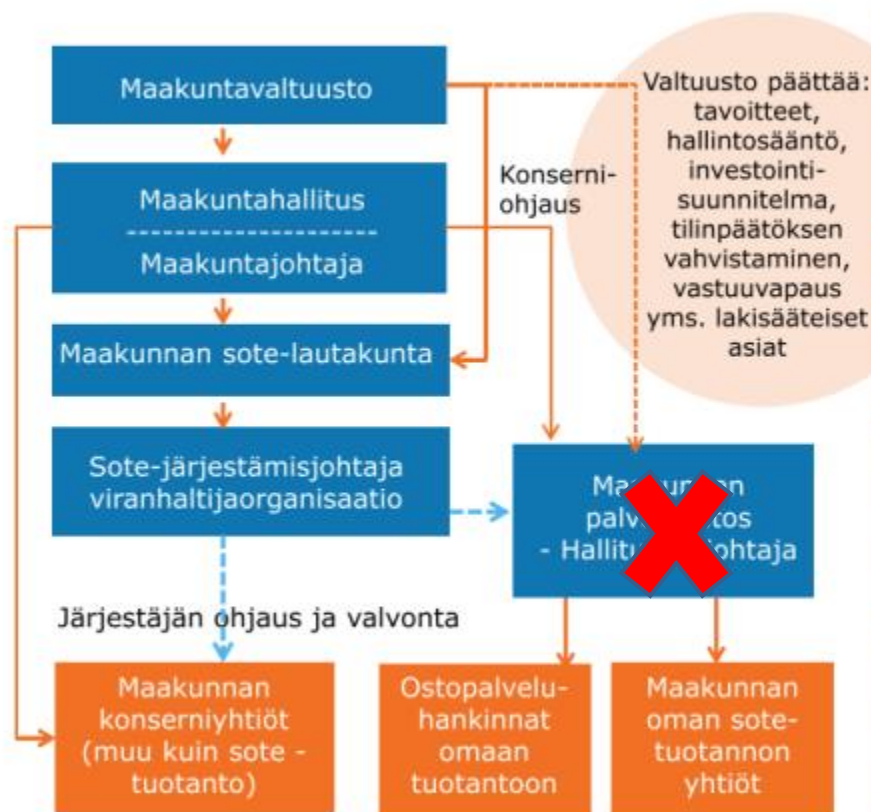 Maakuntavaltuusto
Valtuusto päättää:
tavoitteet,
hallintosääntö,
investointi-
suunnitelma,
tilinpäätöksen
vahvistaminen,
vastuuvapaus
yms. lakisääteiset
asiat
Maakuntahallitus
Maakuntajohtaja
Konserni-
ohjaus
Maakunnan sote-lautakunta
Sote-järjestämisjohtaja
viranhaltijaorganisaatio
- 
Järjestäjän ohjaus ja valvonta
Maakunnan
konserniyhtiöt
(muu kuin sote -
tuotanto)
Ostopalvelu-
hankinnat
omaan
tuotantoon
Maakunnan
oman sote-
tuotannon
yhtiöt